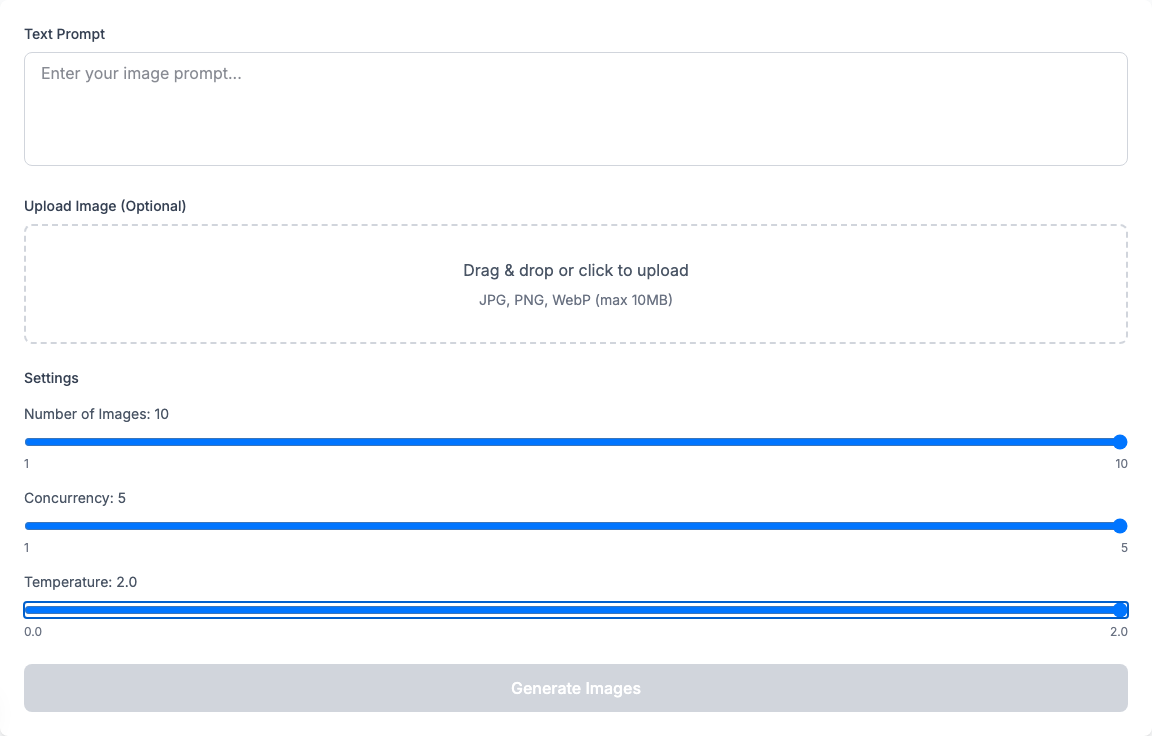 Text Prompt
Enter your image prompt...
Upload Image (Optional)
Drag & drop or click to upload
JPG, PNG, WebP (max 10MB)
Settings
Number of Images: 10
1 10
Concurrency: 5
1 5
Temperature: 2.0
0.0 2.0
Generate Images